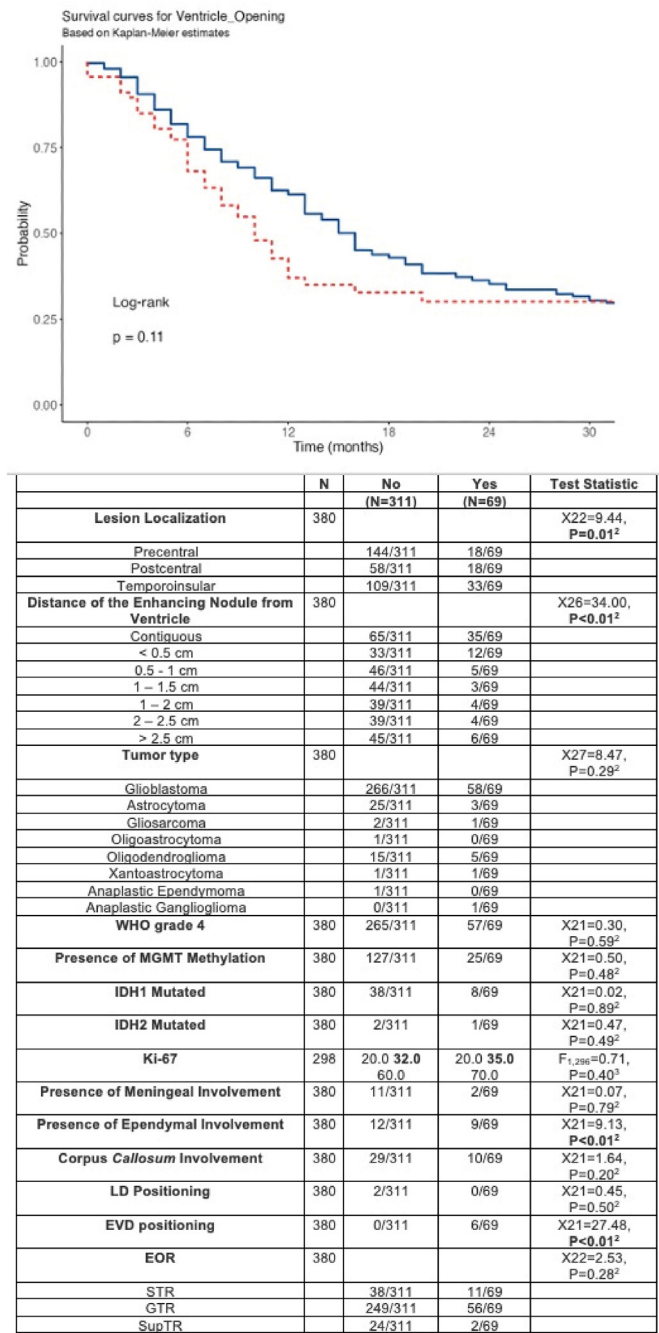 Survival curves for Ventricle_Opening
Based on Kaplan-Meier estimates
1.00
0.75
0.50
0.25
0.00
Probability
Log-rank
p = 0.11
0 6 12 18 24 30
Time (months)
N No Yes Test Statistic
(N=311) (N=69)
Lesion Localization 380 X22=9.44,
P=0.01²
Precentral 144/311 18/69
Postcentral 58/311 18/69
Temporoinsular 109/311 33/69
Distance of the Enhancing Nodule from 380 X26=34.00,
Ventricle P<0.01²
Contiguous 65/311 35/69
< 0.5 cm 33/311 12/69
0.5 - 1 cm 46/311 5/69
1 – 1.5 cm 44/311 3/69
1 – 2 cm 39/311 4/69
2 – 2.5 cm 39/311 4/69
> 2.5 cm 45/311 6/69
Tumor type 380 X27=8.47,
P=0.29²
Glioblastoma 266/311 58/69
Astrocytoma 25/311 3/69
Gliosarcoma 2/311 1/69
Oligoastrocytoma 1/311 0/69
Oligodendroglioma 15/311 5/69
Xantoastrocytoma 1/311 1/69
Anaplastic Ependymoma 1/311 0/69
Anaplastic Ganglioglioma 0/311 1/69
WHO grade 4 380 265/311 57/69 X21=0.30,
P=0.59²
Presence of MGMT Methylation 380 127/311 25/69 X21=0.50,
P=0.48²
IDH1 Mutated 380 38/311 8/69 X21=0.02,
P=0.89²
IDH2 Mutated 380 2/311 1/69 X21=0.47,
P=0.49²
Ki-67 298 20.0 32.0 20.0 35.0 F1,296=0.71,
60.0 70.0 P=0.40³
Presence of Meningeal Involvement 380 11/311 2/69 X21=0.07,
P=0.79²
Presence of Ependymal Involvement 380 12/311 9/69 X21=9.13,
P<0.01²
Corpus Callosum Involvement 380 29/311 10/69 X21=1.64,
P=0.20²
LD Positioning 380 2/311 0/69 X21=0.45,
P=0.50²
EVD positioning 380 0/311 6/69 X21=27.48,
P<0.01²
EOR 380 X22=2.53,
P=0.28²
STR 38/311 11/69
GTR 249/311 56/69
SupTR 24/311 2/69